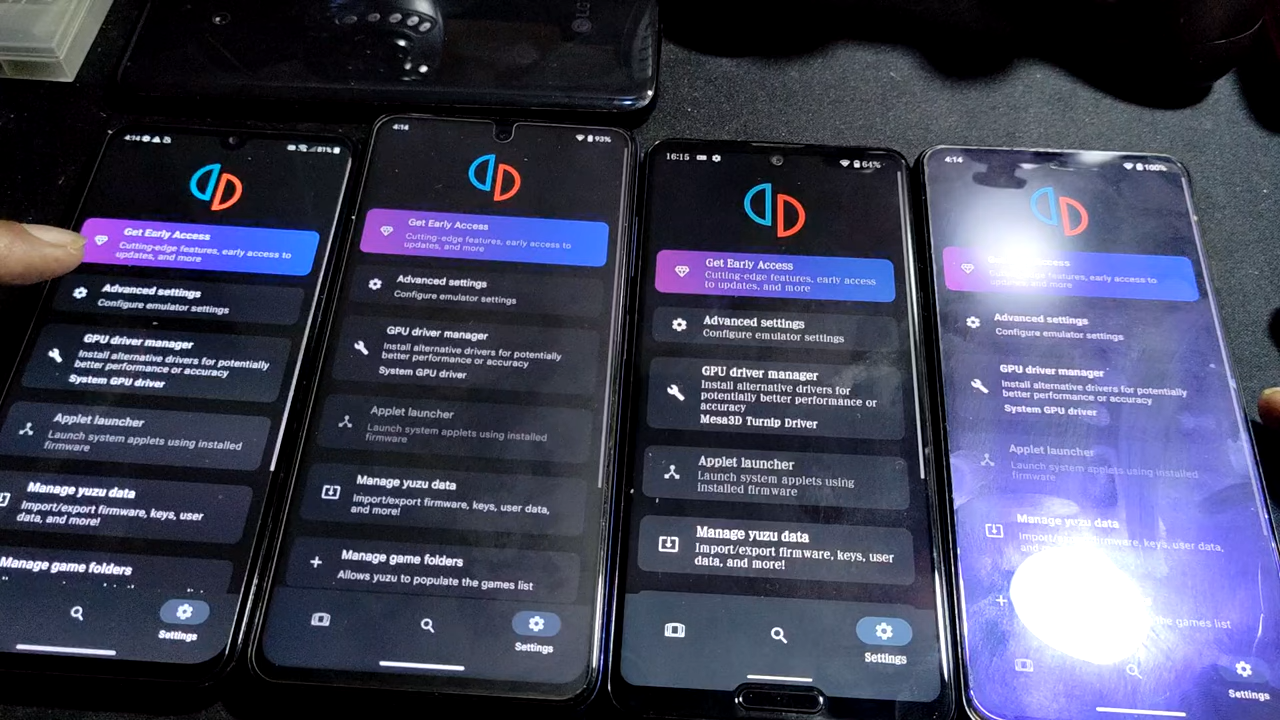 LG
4:14
81%
Get Early Access
Cutting-edge features, early access to
updates, and more
Advanced settings
Configure emulator settings
GPU driver manager
Install alternative drivers for potentially
better performance or accuracy
System GPU driver
Applet launcher
Launch system applets using installed
firmware
Manage yuzu data
Import/export firmware, keys, user
data, and more!
Manage game folders
Settings
4:14
93%
Get Early Access
Cutting-edge features, early access to
updates, and more
Advanced settings
Configure emulator settings
GPU driver manager
Install alternative drivers for potentially
better performance or accuracy
System GPU driver
Applet launcher
Launch system applets using installed
firmware
Manage yuzu data
Import/export firmware, keys, user data,
and more!
Manage game folders
Allows yuzu to populate the games list
Settings
16:15
64%
Get Early Access
Cutting-edge features, early access
to updates, and more
Advanced settings
Configure emulator settings
GPU driver manager
Install alternative drivers for
potentially better performance or
accuracy
Mesa3D Turnip Driver
Applet launcher
Launch system applets using
installed firmware
Manage yuzu data
Import/export firmware, keys, user
data, and more!
Settings
4:14
100%
Access
Cutting-edge features, early access to
updates, and more
Advanced settings
Configure emulator settings
GPU driver manager
Install alternative drivers for potentially
better performance or accuracy
System GPU driver
Applet launcher
Launch system applets using installed
firmware
Manage yuzu data
firmware, keys, user data,
the games list
Settings